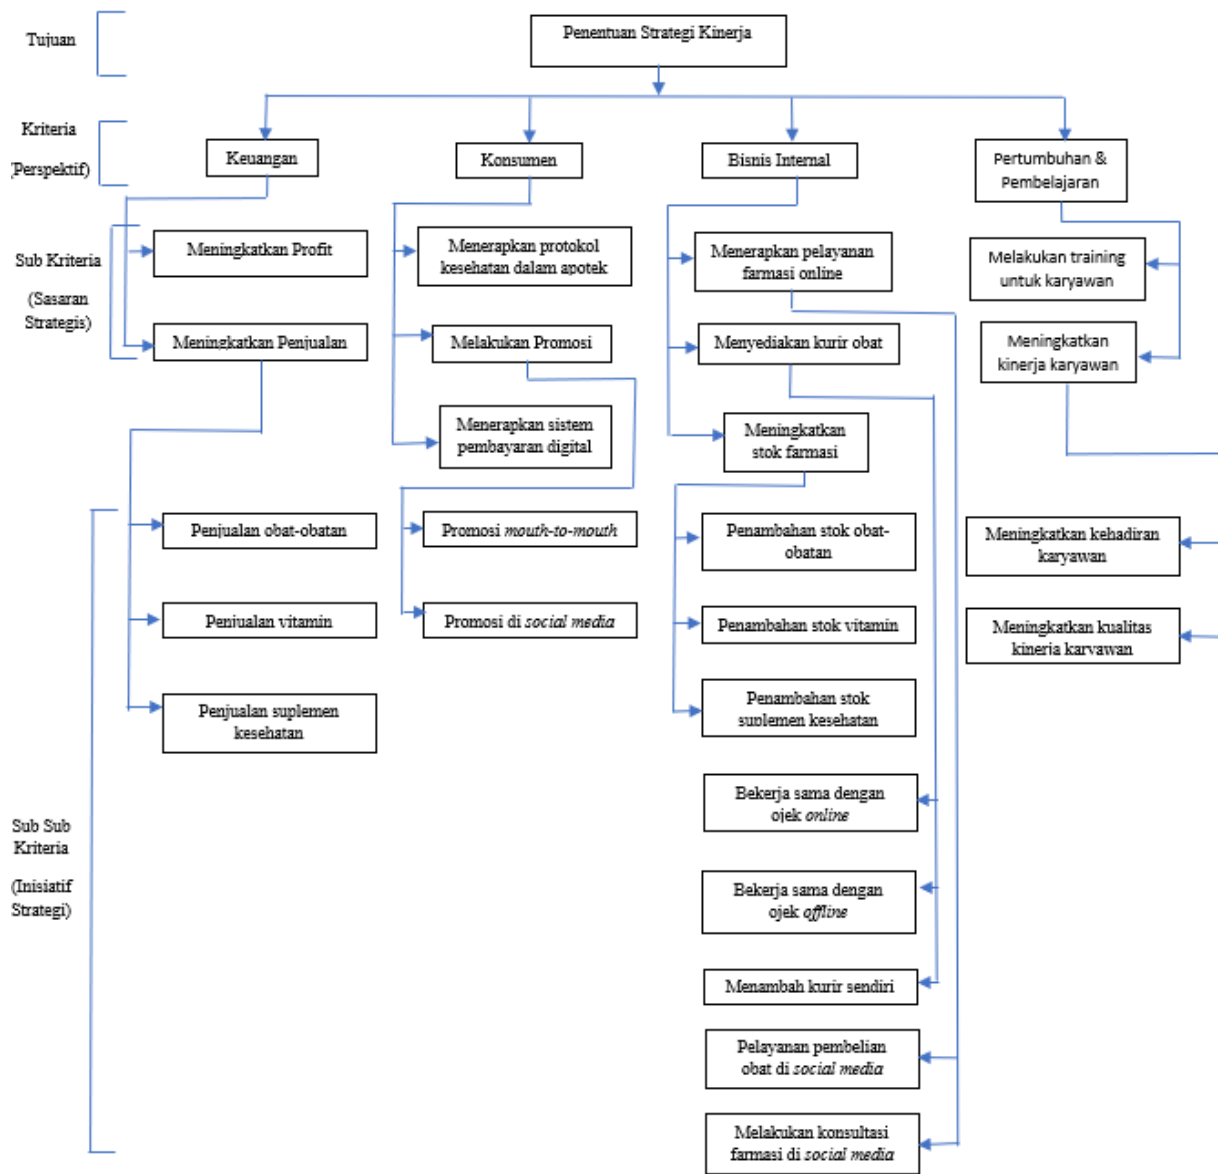 Tujuan
Penentuan Strategi Kinerja
Kriteria
(Perspektif)
Keuangan
Konsumen
Bisnis Internal
Pertumbuhan &
Pembelajaran
Sub Kriteria
(Sasaran
Strategis)
Meningkatkan Profit
Menerapkan protokol
kesehatan dalam apotek
Menerapkan pelayanan
farmasi online
Melakukan training
untuk karyawan
Meningkatkan Penjualan
Melakukan Promosi
Menyediakan kurir obat
Meningkatkan
kinerja karyawan
Menerapkan sistem
pembayaran digital
Meningkatkan
stok farmasi
Penjualan obat-obatan
Promosi mouth-to-mouth
Penambahan stok obat-
obatan
Meningkatkan kehadiran
karyawan
Penjualan vitamin
Promosi di social media
Penambahan stok vitamin
Meningkatkan kualitas
kinerja karyawan
Penjualan suplemen
kesehatan
Penambahan stok
suplemen kesehatan
Sub Sub
Kriteria
(Inisiatif
Strategi)
Bekerja sama dengan
ojek online
Bekerja sama dengan
ojek offline
Menambah kurir sendiri
Pelayanan pembelian
obat di social media
Melakukan konsultasi
farmasi di social media